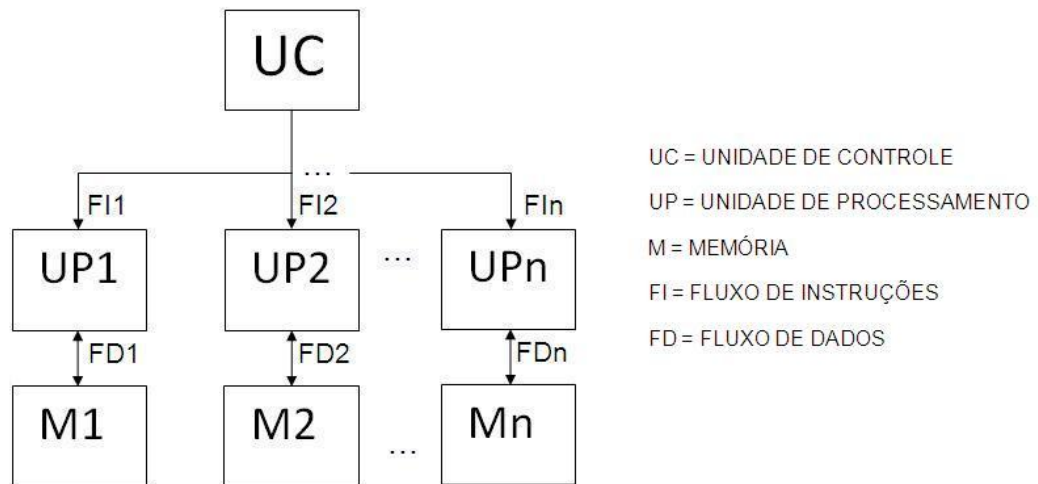 UC
...
FI1 FI2 FIn
UP1 UP2 ... UPn
FD1 FD2 FDn
M1 M2 ... Mn
UC = UNIDADE DE CONTROLE
UP = UNIDADE DE PROCESSAMENTO
M = MEMÓRIA
FI = FLUXO DE INSTRUÇÕES
FD = FLUXO DE DADOS